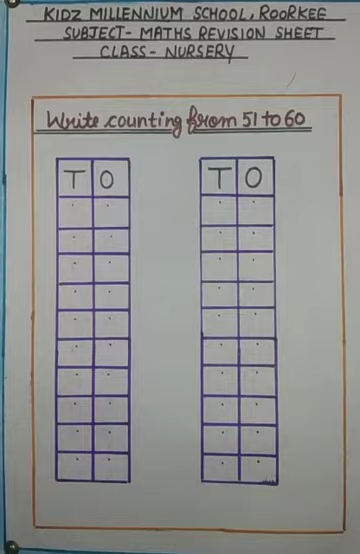 KIDZ MILLENNIUM SCHOOL, ROORKEE
SUBJECT- MATHS REVISION SHEET
CLASS- NURSERY
Write counting from 51 to 60
T O T O